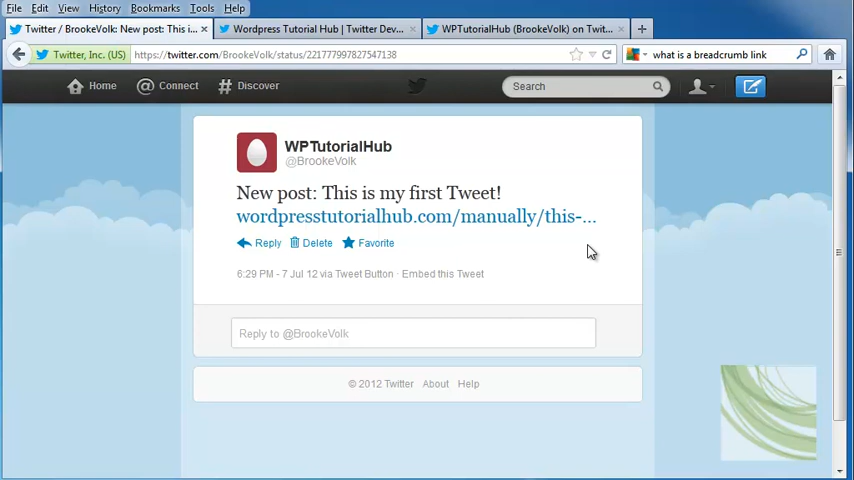 File Edit View History Bookmarks Tools Help
Twitter / BrookeVolk: New post: This i... × Wordpress Tutorial Hub | Twitter Dev... × WPTutorialHub (BrookeVolk) on Twit... × +
Twitter, Inc. (US) https://twitter.com/BrookeVolk/status/221777997827547138 what is a breadcrumb link
Home @ Connect # Discover Search
WPTutorialHub
@BrookeVolk
New post: This is my first Tweet!
wordpresstutorialhub.com/manually/this-...
Reply Delete Favorite
6:29 PM - 7 Jul 12 via Tweet Button · Embed this Tweet
Reply to @BrookeVolk
© 2012 Twitter About Help